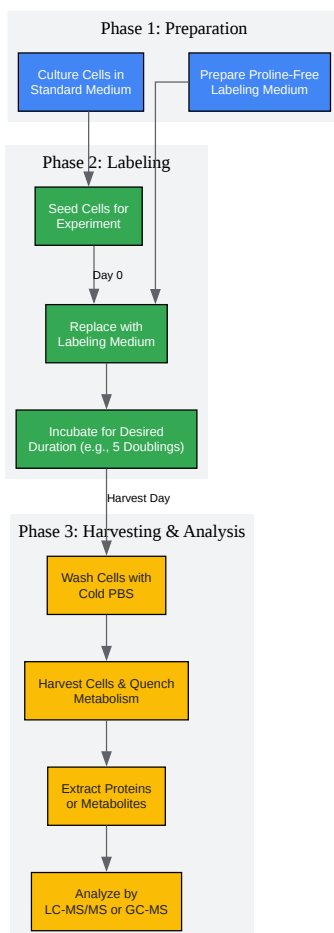 Phase 1: Preparation
Culture Cells in
Standard Medium
Prepare Proline-Free
Labeling Medium
Phase 2: Labeling
Seed Cells for
Experiment
Day 0
Replace with
Labeling Medium
Incubate for Desired
Duration (e.g., 5 Doublings)
Harvest Day
Phase 3: Harvesting & Analysis
Wash Cells with
Cold PBS
Harvest Cells & Quench
Metabolism
Extract Proteins
or Metabolites
Analyze by
LC-MS/MS or GC-MS